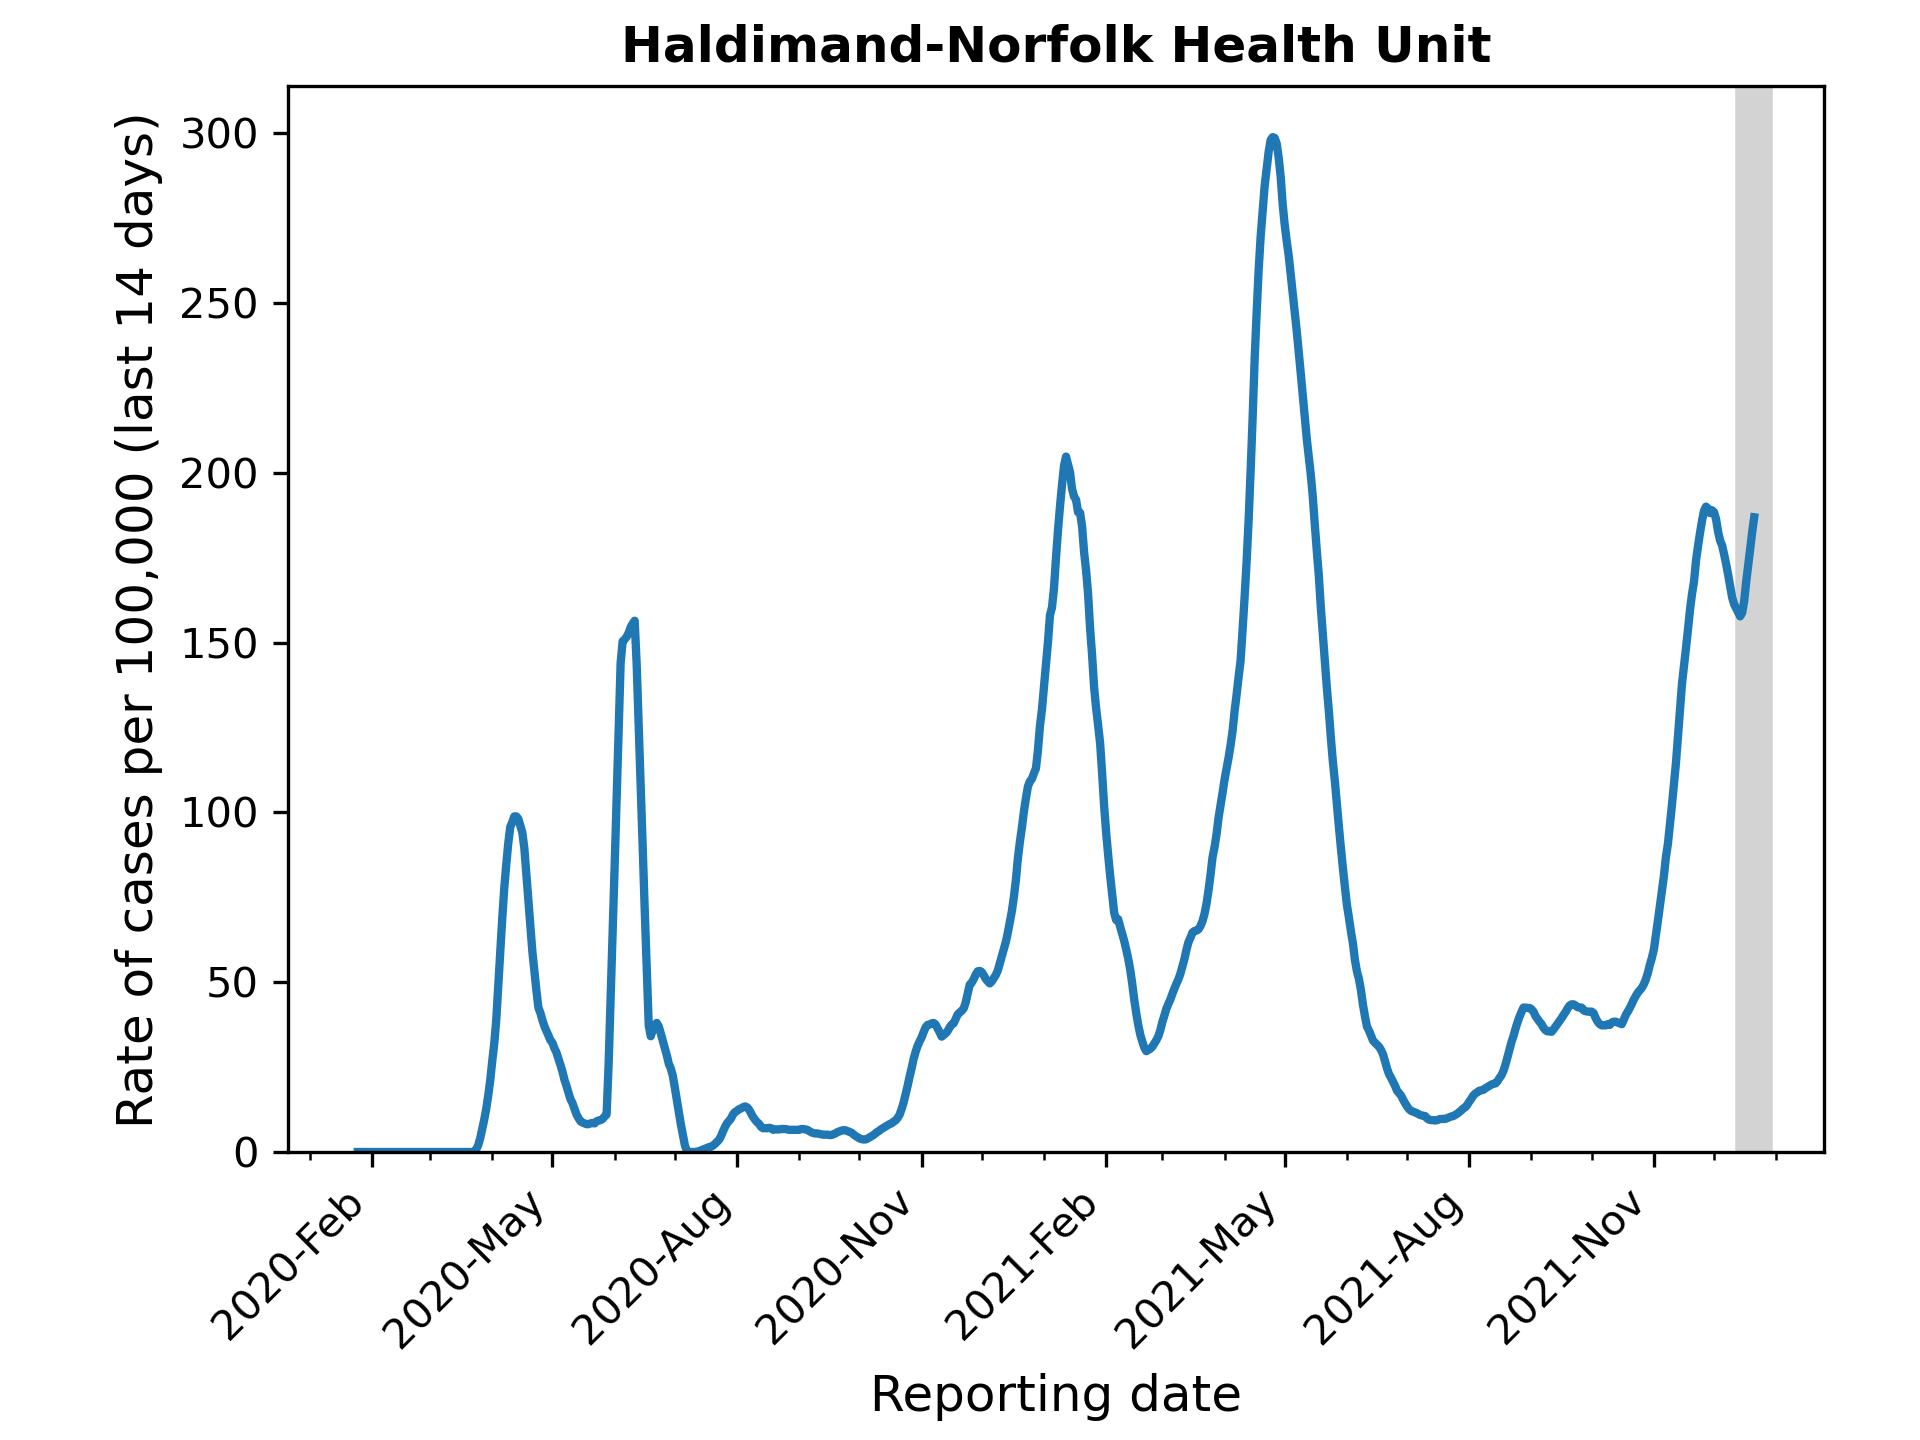 Haldimand-Norfolk Health Unit
Rate of cases per 100,000 (last 14 days)
300
250
200
150
100
50
0
2020-Feb
2020-May
2020-Aug
2020-Nov
2021-Feb
2021-May
2021-Aug
2021-Nov
Reporting date